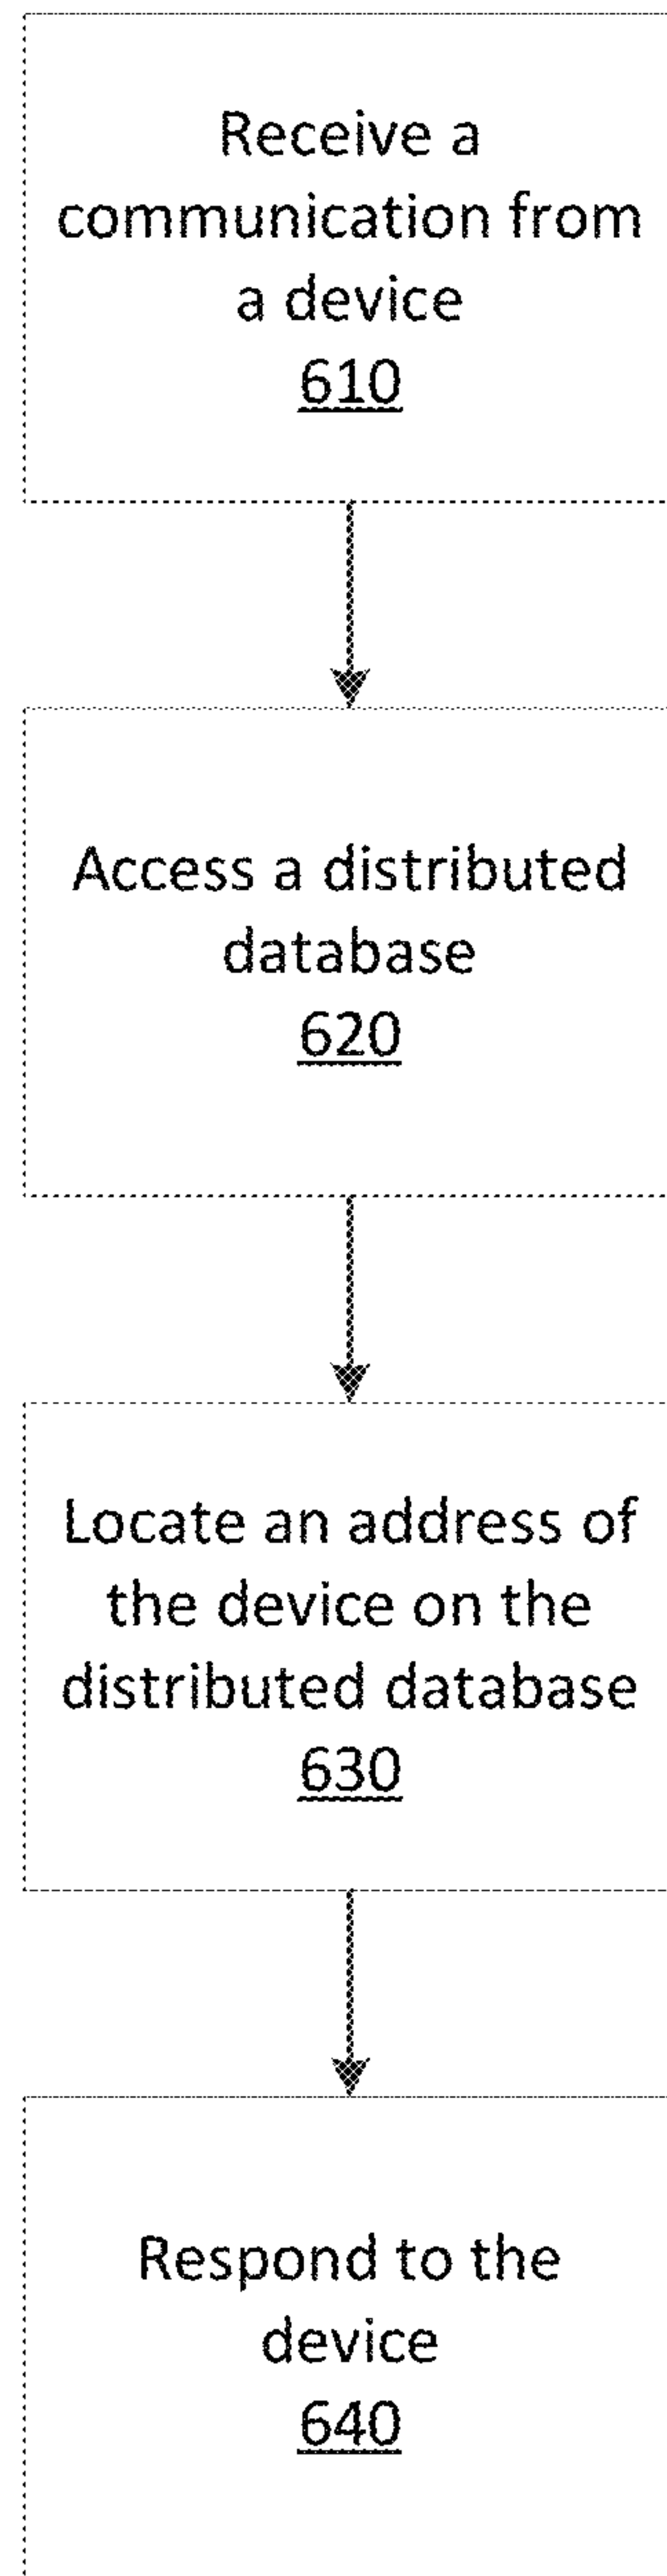 Receive a
communication from
a device
610
Access a distributed
database
620
Locate an address of
the device on the
distributed database
630
Respond to the
device
640